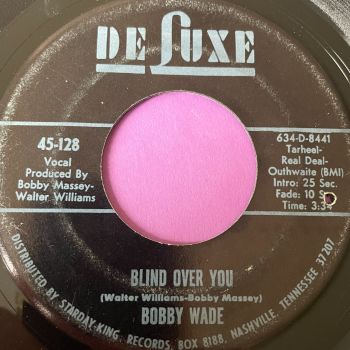 DE LUXE
45-128
Vocal
Produced By
Bobby Massey-
Walter Williams
634-D-8441
Tarheel-
Real Deal-
Outhwaite (BMI)
Intro: 25 Sec.
Fade: 10 S
Time: 3:34
BLIND OVER YOU
(Walter Williams-Bobby Massey)
BOBBY WADE
DISTRIBUTED BY STARDAY-KING RECORDS, BOX 8188, NASHVILLE, TENNESSEE 37207